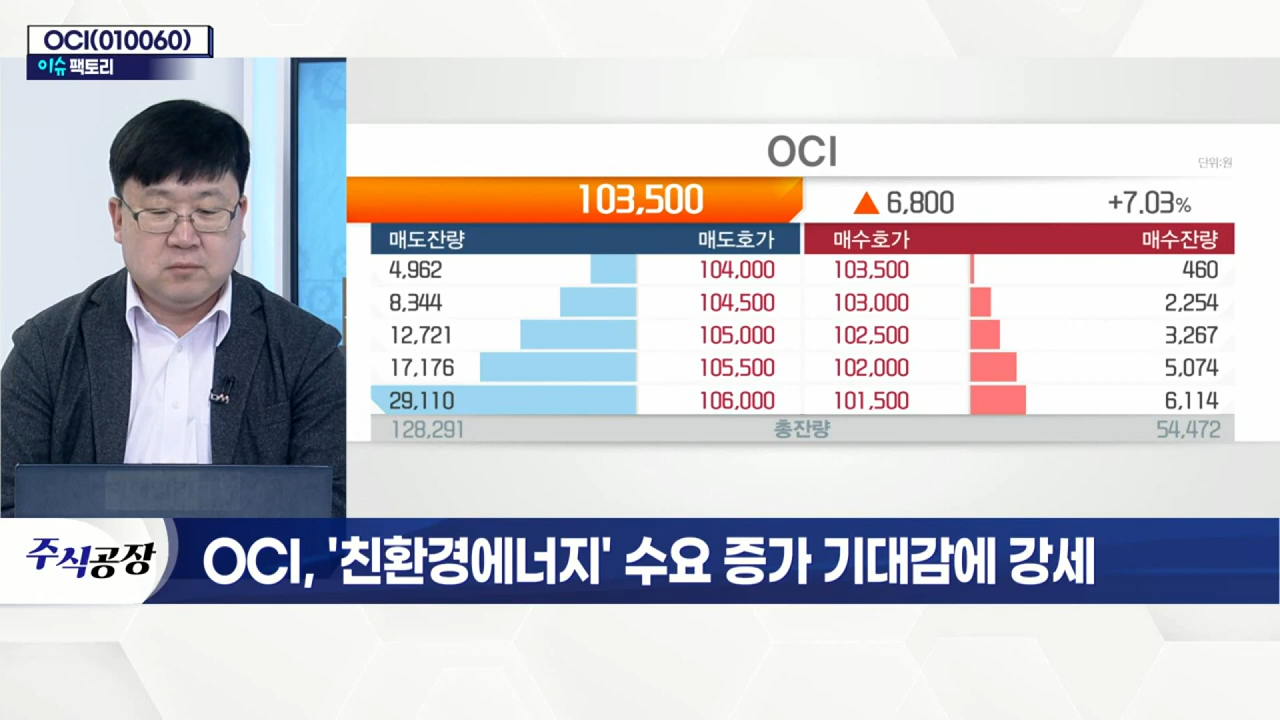 OCI(010060)
이슈 팩토리
OCI
단위:원
103,500 ▲ 6,800 +7.03%
매도잔량 매도호가 매수호가 매수잔량
4,962 104,000 103,500 460
8,344 104,500 103,000 2,254
12,721 105,000 102,500 3,267
17,176 105,500 102,000 5,074
29,110 106,000 101,500 6,114
128,291 총잔량 54,472
주식공장
OCI, '친환경에너지' 수요 증가 기대감에 강세